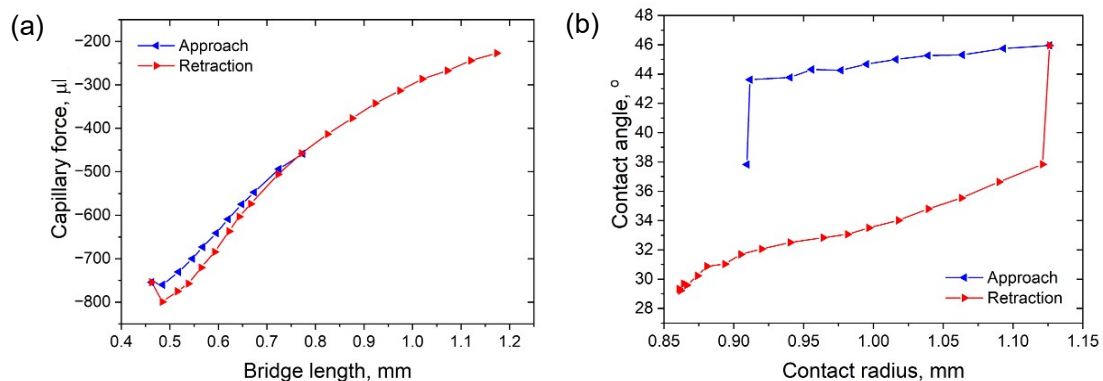 (a)
−200
−300
−400
−500
−600
−700
−800
Capillary force, µl
Approach
Retraction
0.4 0.5 0.6 0.7 0.8 0.9 1.0 1.1 1.2
Bridge length, mm
(b)
48
46
44
42
40
38
36
34
32
30
28
Contact angle, °
Approach
Retraction
0.85 0.90 0.95 1.00 1.05 1.10 1.15
Contact radius, mm